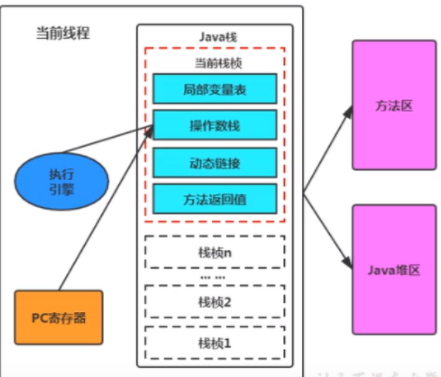 当前线程
Java栈
当前栈桢
局部变量表
操作数栈
动态链接
方法返回值
执行
引擎
PC寄存器
栈桢n
... ...
栈桢2
栈桢1
方法区
Java堆区